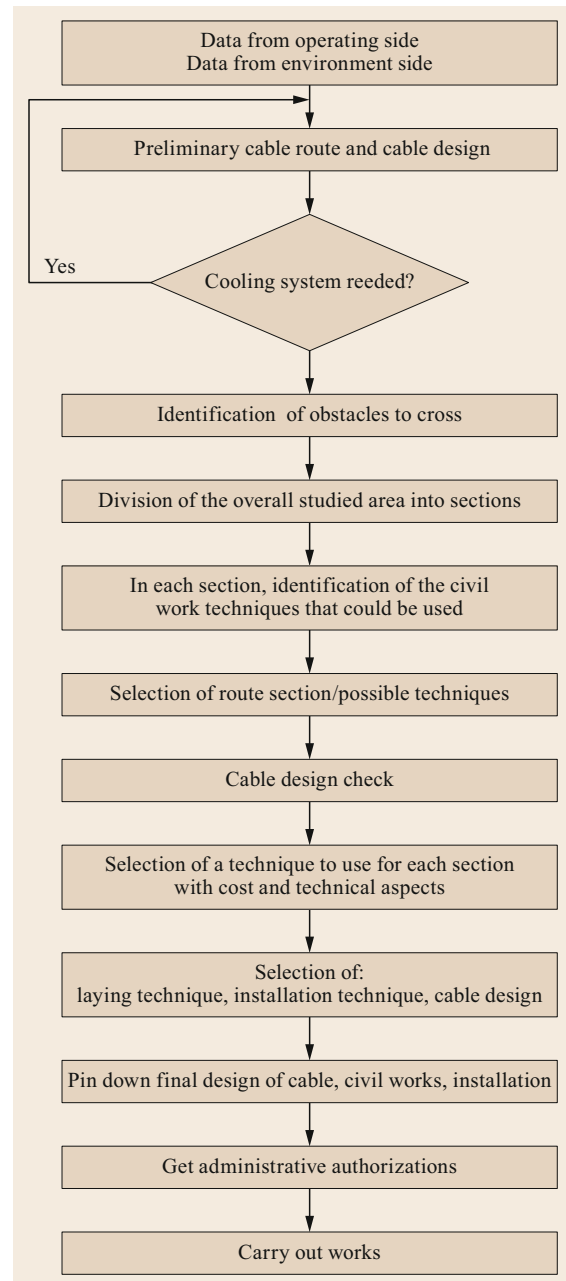 Data from operating side
Data from environment side
Preliminary cable route and cable design
Yes
Cooling system reeded?
Identification of obstacles to cross
Division of the overall studied area into sections
In each section, identification of the civil
work techniques that could be used
Selection of route section/possible techniques
Cable design check
Selection of a technique to use for each section
with cost and technical aspects
Selection of:
laying technique, installation technique, cable design
Pin down final design of cable, civil works, installation
Get administrative authorizations
Carry out works